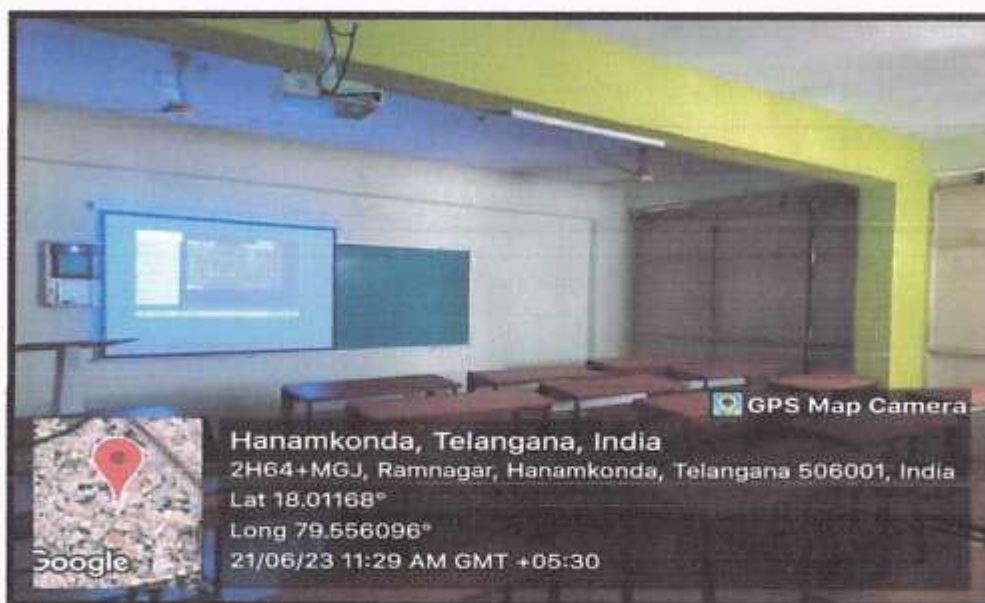 GPS Map Camera
Hanamkonda, Telangana, India
2H64+MGJ, Ramnagar, Hanamkonda, Telangana 506001, India
Lat 18.01168°
Long 79.556096°
21/06/23 11:29 AM GMT +05:30
Google